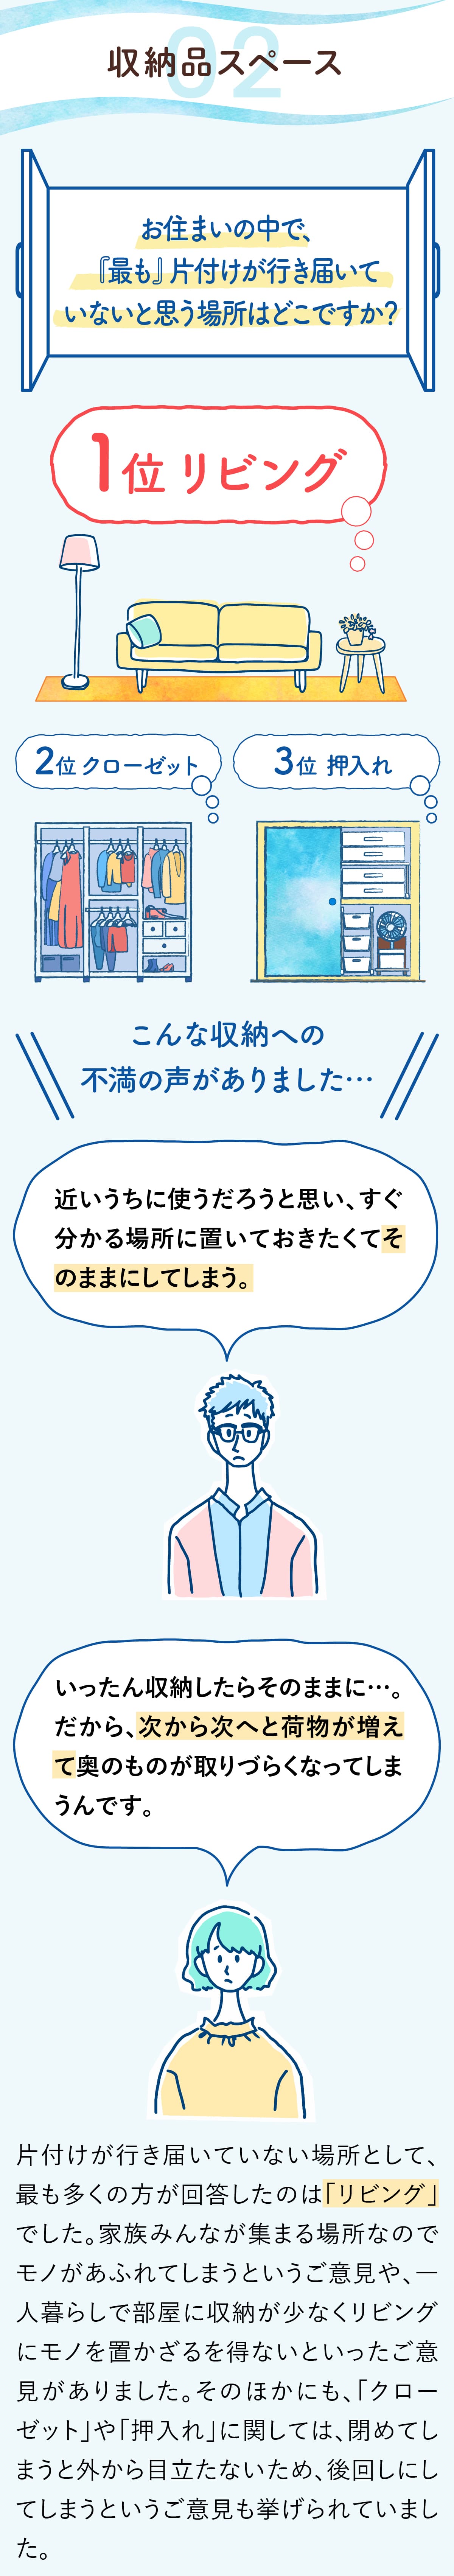 02
収納品スペース
お住まいの中で、
『最も』片付けが行き届いて
いないと思う場所はどこですか?
1位 リビング
2位 クローゼット
3位 押入れ
こんな収納への
不満の声がありました…
近いうちに使うだろうと思い、すぐ
分かる場所に置いておきたくてそ
のままにしてしまう。
いったん収納したらそのままに…。
だから、次から次へと荷物が増え
て奥のものが取りづらくなってしま
うんです。
片付けが行き届いていない場所として、
最も多くの方が回答したのは「リビング」
でした。家族みんなが集まる場所なので
モノがあふれてしまうというご意見や、一
人暮らしで部屋に収納が少なくリビング
にモノを置かざるを得ないといったご意
見がありました。そのほかにも、「クロー
ゼット」や「押入れ」に関しては、閉めてし
まうと外から目立たないため、後回しにし
てしまうというご意見も挙げられていまし
た。